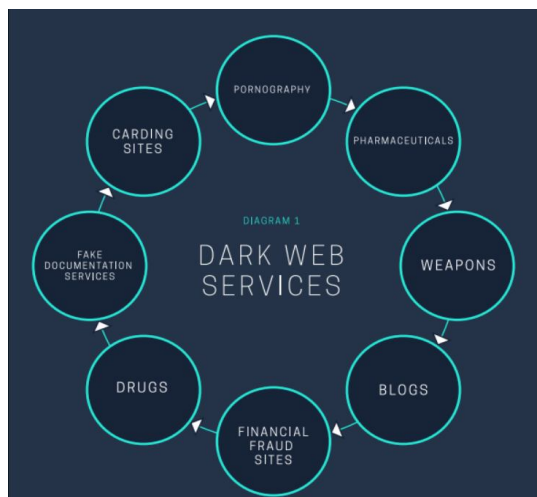 PORNOGRAPHY
PHARMACEUTICALS
WEAPONS
BLOGS
FINANCIAL
FRAUD
SITES
DRUGS
FAKE
DOCUMENTATION
SERVICES
CARDING
SITES
DIAGRAM 1
DARK WEB
SERVICES